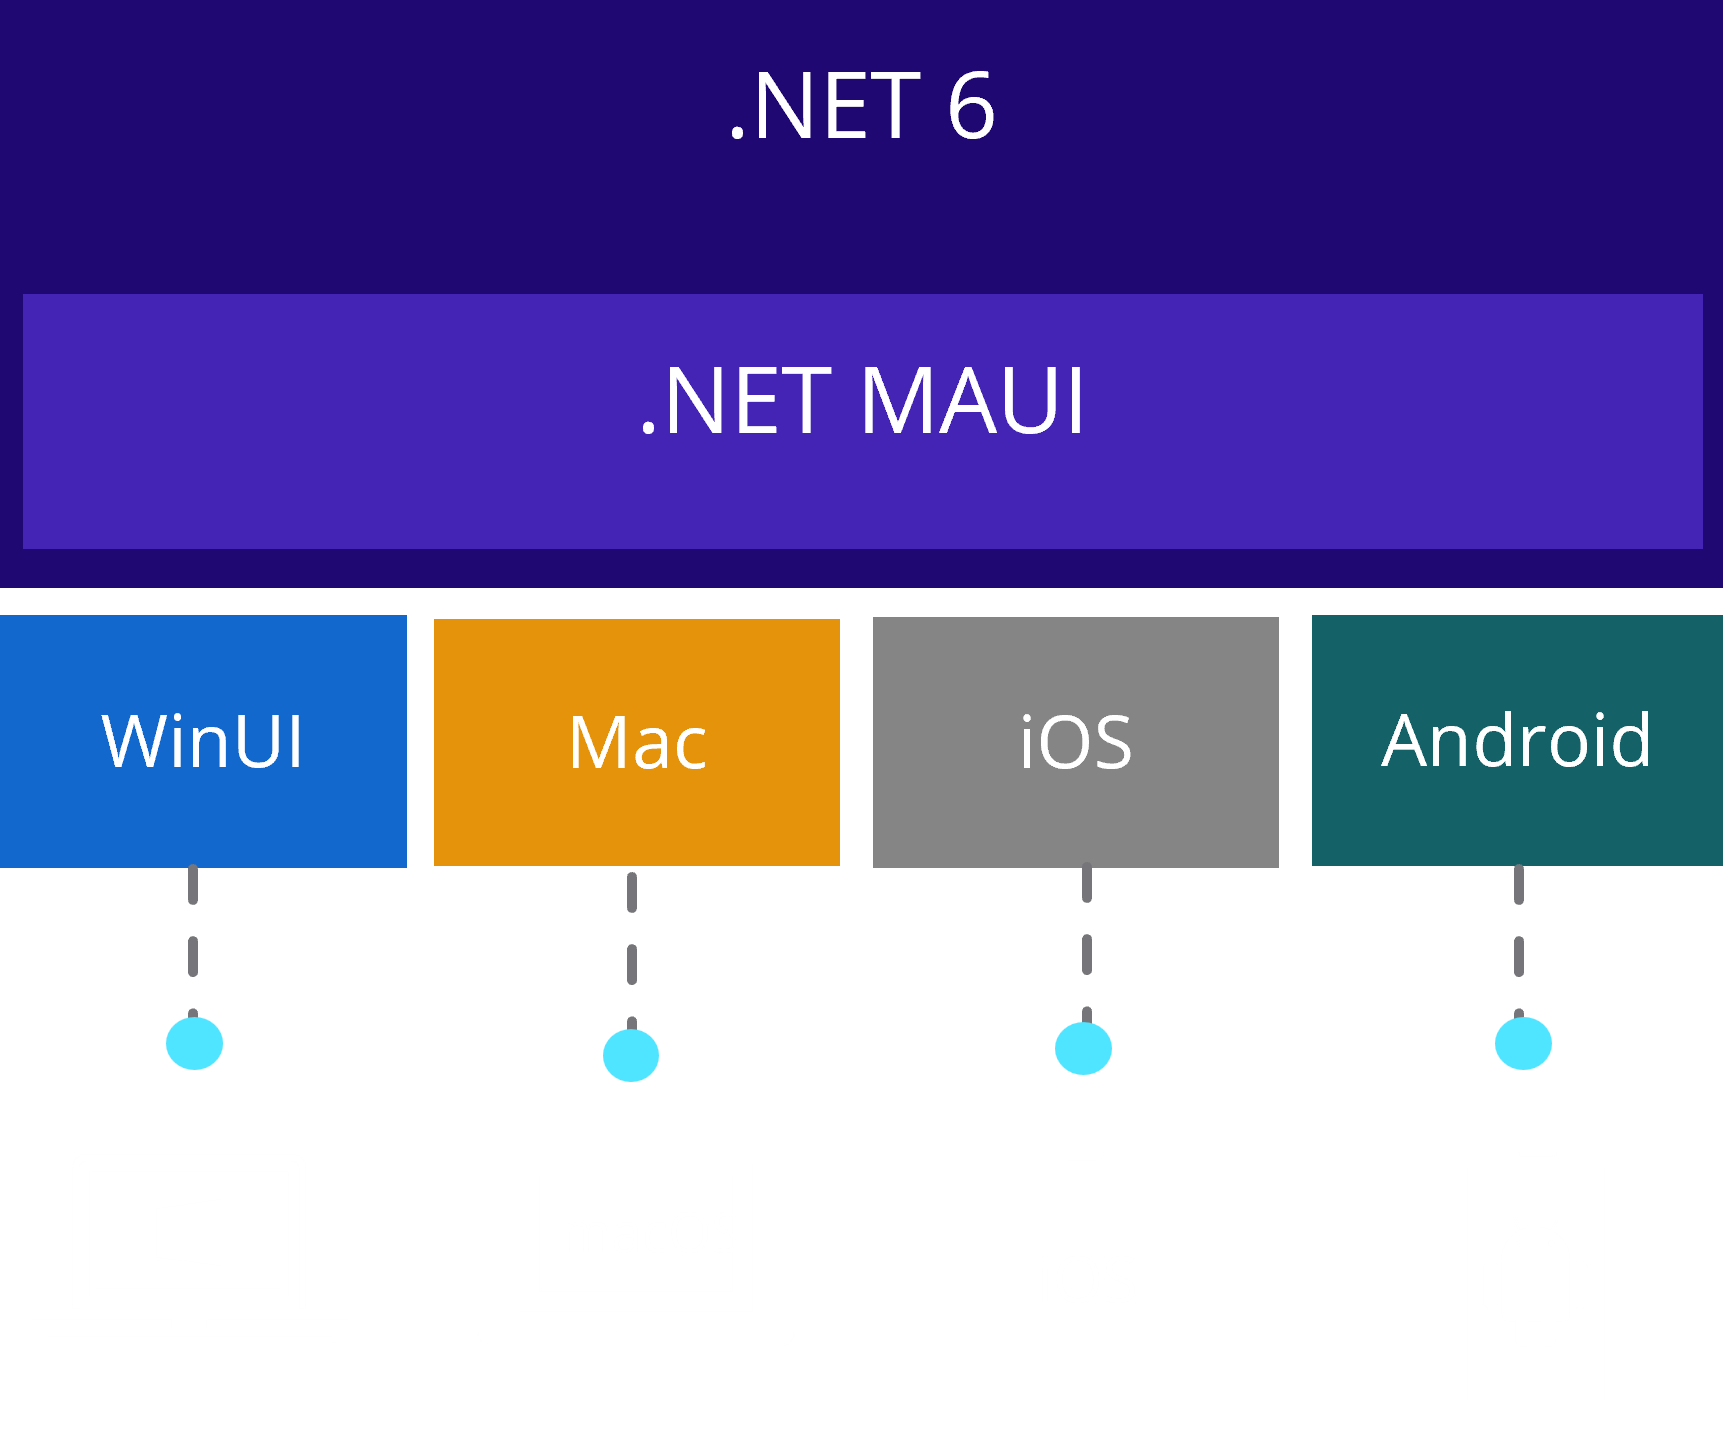 .NET 6
.NET MAUI
WinUI
Mac
iOS
Android